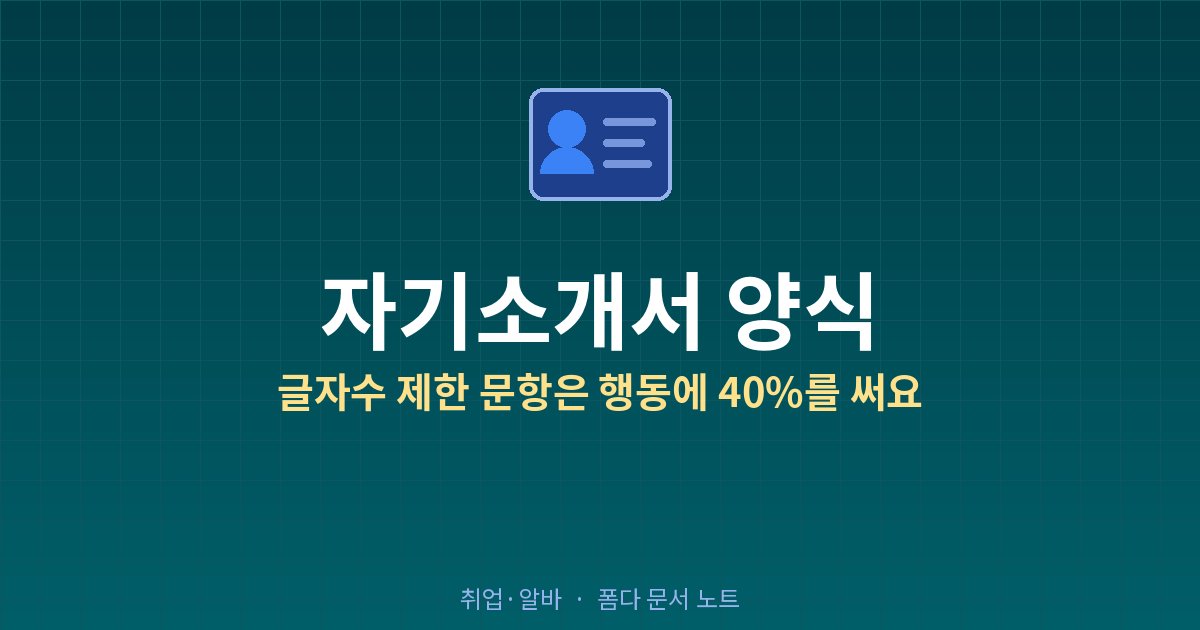 자기소개서 양식
글자수 제한 문항은 행동에 40%를 써요
취업·알바 · 폼다 문서 노트